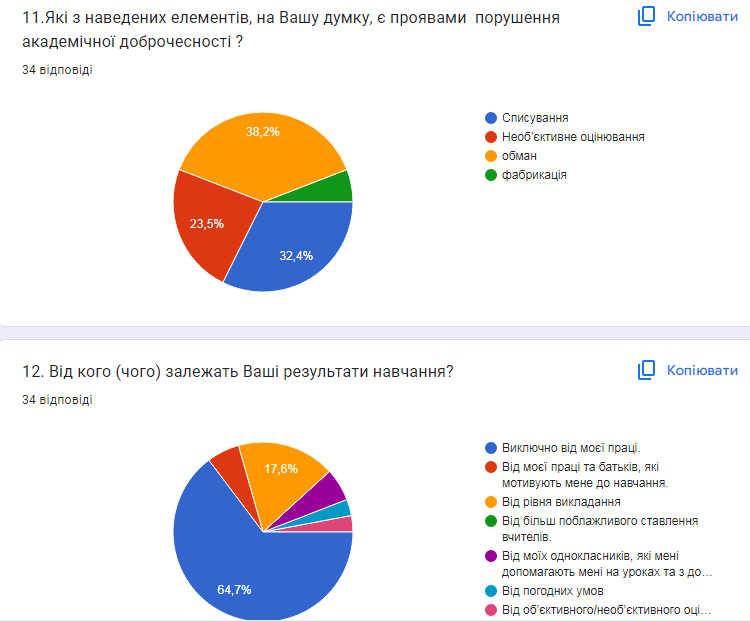 11.Які з наведених елементів, на Вашу думку, є проявами порушення
академічної доброчесності ?
Копіювати
34 відповіді
38,2%
23,5%
32,4%
Списування
Необ'єктивне оцінювання
обман
фабрикація
12. Від кого (чого) залежать Ваші результати навчання?
Копіювати
34 відповіді
17,6%
64,7%
Виключно від моєї праці.
Від моєї праці та батьків, які
мотивують мене до навчання.
Від рівня викладання
Від більш поблажливого ставлення
вчителів.
Від моїх однокласників, які мені
допомагають мені на уроках та з до...
Від погодних умов
Від об'єктивного/необ'єктивного оці...